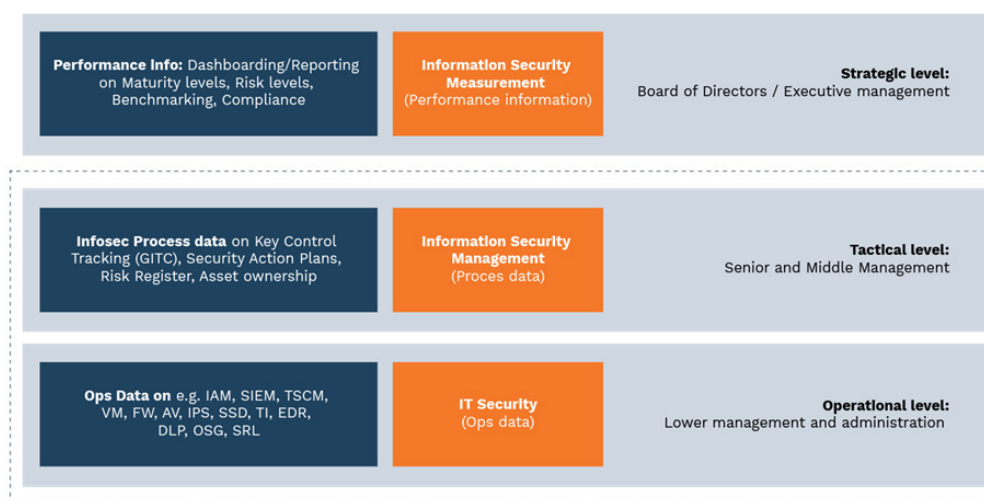 Performance info: Dashboarding/Reporting
on Maturity levels, Risk levels,
Benchmarking, Compliance
Information Security
Measurement
(Performance information)
Strategic level:
Board of Directors / Executive management
Infosec Process data on Key Control
Tracking (GITC), Security Action Plans,
Risk Register, Asset ownership
Information Security
Management
(Proces data)
Tactical level:
Senior and Middle Management
Ops Data on e.g. IAM, SIEM, TSCM,
VM, FW, AV, IPS, SSD, TI, EDR,
DLP, OSG, SRL
IT Security
(Ops data)
Operational level:
Lower management and administration